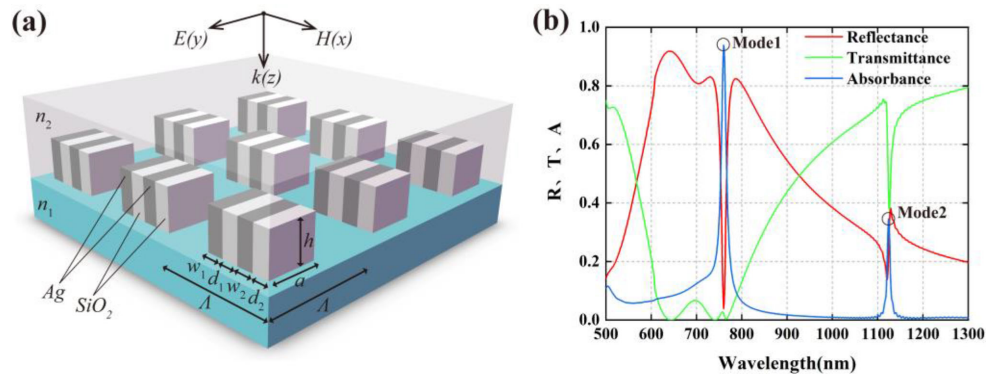 (a)
E(y)
H(x)
k(z)
n2
n1
h
w1 d1 w2 d2
a
Ag
SiO2
Λ
Λ
(b)
1.0
0.8
0.6
0.4
0.2
0.0
R、T、A
Mode1
Reflectance
Transmittance
Absorbance
Mode2
500 600 700 800 900 1000 1100 1200 1300
Wavelength(nm)